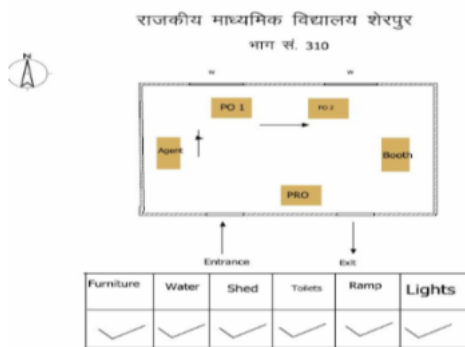 राजकीय माध्यमिक विद्यालय शेरपुर
भाग सं. 310
N
W W
PO 1 PO 2
Agent Booth
PRO
Entrance Exit
Furniture Water Shed Toilets Ramp Lights